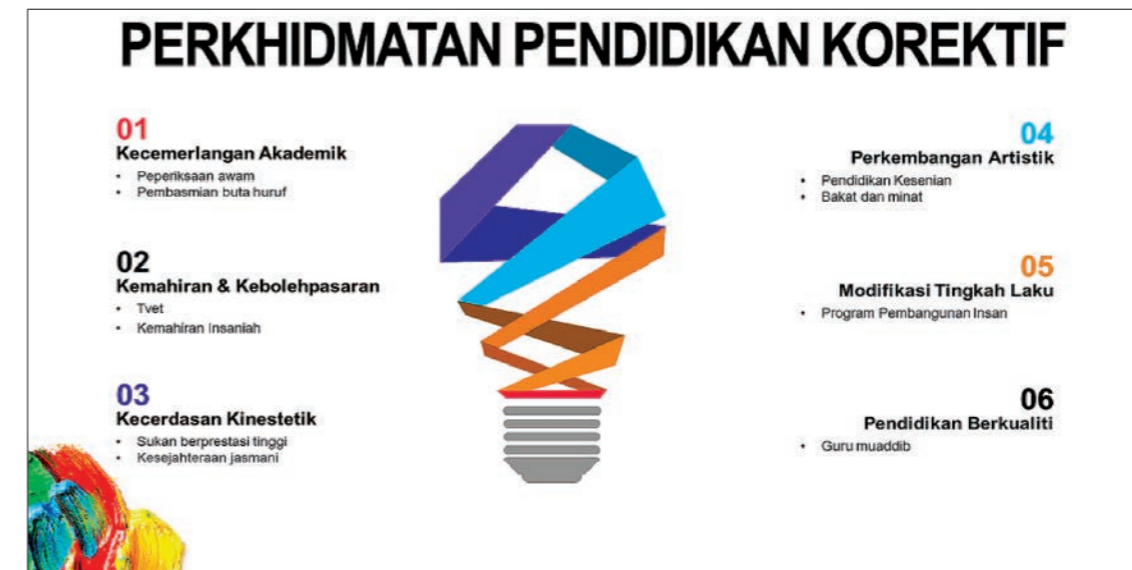 PERKHIDMATAN PENDIDIKAN KOREKTIF
01
Kecemerlangan Akademik
• Peperiksaan awam
• Pembasmian buta huruf
02
Kemahiran & Kebolehpasaran
• Tvet
• Kemahiran Insaniah
03
Kecerdasan Kinestetik
• Sukan berprestasi tinggi
• Kesejahteraan jasmani
04
Perkembangan Artistik
• Pendidikan Kesenian
• Bakat dan minat
05
Modifikasi Tingkah Laku
• Program Pembangunan Insan
06
Pendidikan Berkualiti
• Guru muaddib